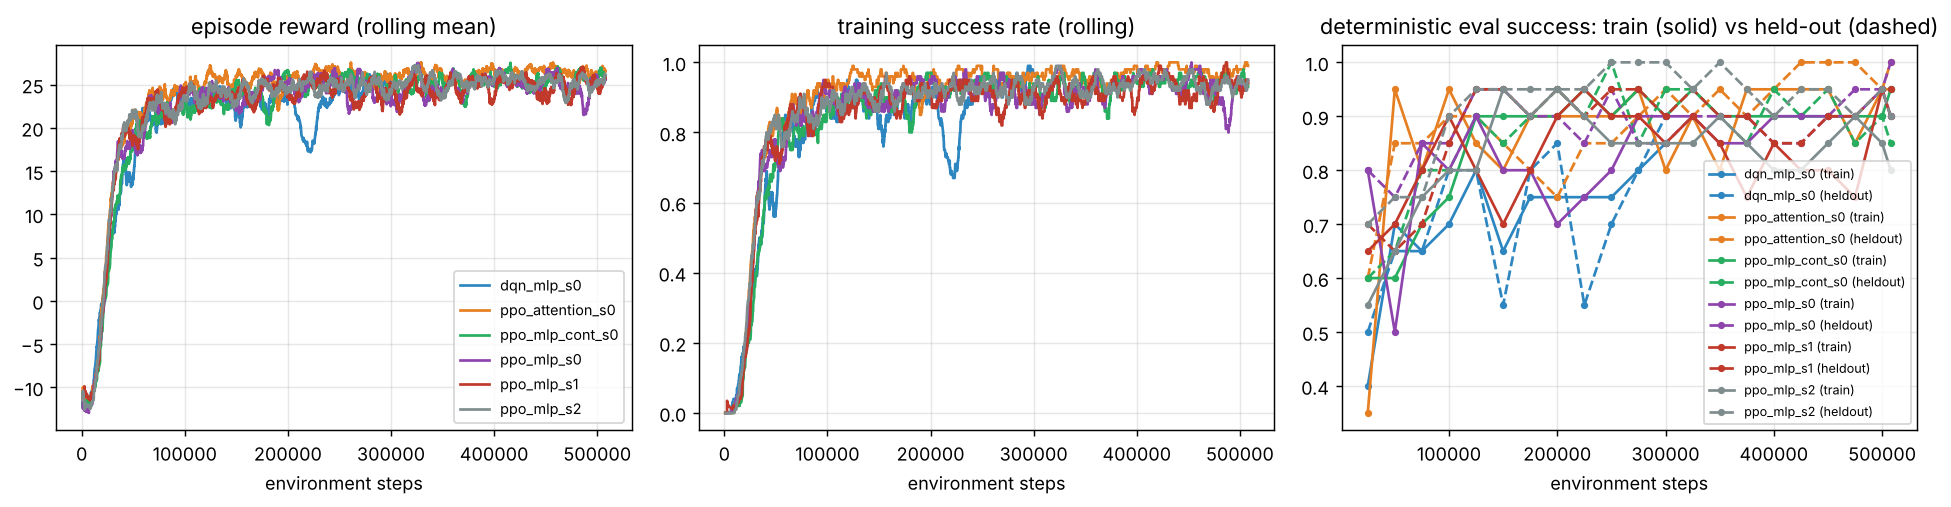 episode reward (rolling mean)
25
20
15
10
5
0
−5
−10
0
100000
200000
300000
400000
500000
environment steps
dqn_mlp_s0
ppo_attention_s0
ppo_mlp_cont_s0
ppo_mlp_s0
ppo_mlp_s1
ppo_mlp_s2
training success rate (rolling)
1.0
0.8
0.6
0.4
0.2
0.0
0
100000
200000
300000
400000
500000
environment steps
deterministic eval success: train (solid) vs held-out (dashed)
1.0
0.9
0.8
0.7
0.6
0.5
0.4
100000
200000
300000
400000
500000
environment steps
dqn_mlp_s0 (train)
dqn_mlp_s0 (heldout)
ppo_attention_s0 (train)
ppo_attention_s0 (heldout)
ppo_mlp_cont_s0 (train)
ppo_mlp_cont_s0 (heldout)
ppo_mlp_s0 (train)
ppo_mlp_s0 (heldout)
ppo_mlp_s1 (train)
ppo_mlp_s1 (heldout)
ppo_mlp_s2 (train)
ppo_mlp_s2 (heldout)